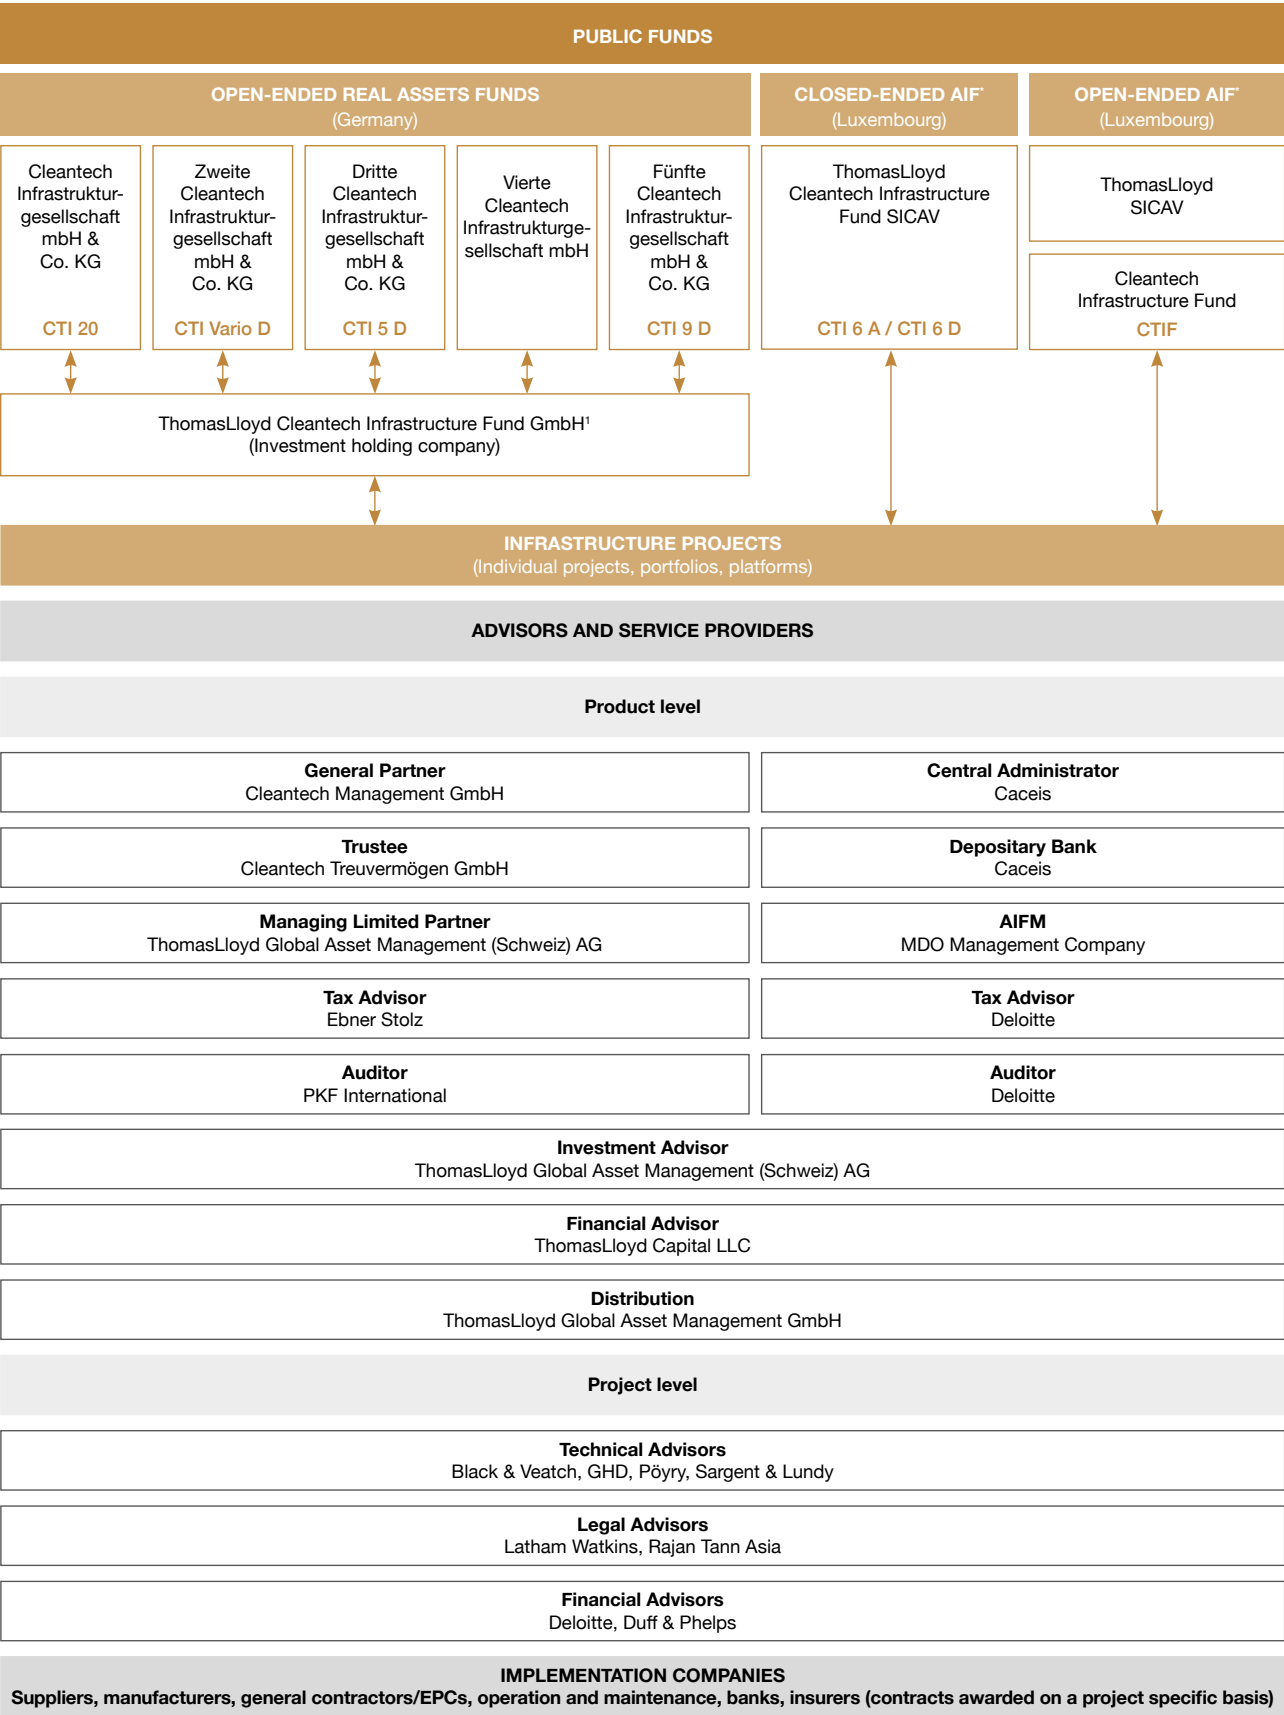 PUBLIC FUNDS
OPEN-ENDED REAL ASSETS FUNDS
(Germany)
CLOSED-ENDED AIF*
(Luxembourg)
OPEN-ENDED AIF*
(Luxembourg)
Cleantech
Infrastruktur-
gesellschaft
mbH &
Co. KG
CTI 20
Zweite
Cleantech
Infrastruktur-
gesellschaft
mbH &
Co. KG
CTI Vario D
Dritte
Cleantech
Infrastruktur-
gesellschaft
mbH &
Co. KG
CTI 5 D
Vierte
Cleantech
Infrastrukturge-
sellschaft mbH
Fünfte
Cleantech
Infrastruktur-
gesellschaft
mbH &
Co. KG
CTI 9 D
ThomasLloyd
Cleantech Infrastructure
Fund SICAV
CTI 6 A / CTI 6 D
ThomasLloyd
SICAV
Cleantech
Infrastructure Fund
CTIF
ThomasLloyd Cleantech Infrastructure Fund GmbH¹
(Investment holding company)
INFRASTRUCTURE PROJECTS
(Individual projects, portfolios, platforms)
ADVISORS AND SERVICE PROVIDERS
Product level
General Partner
Cleantech Management GmbH
Central Administrator
Caceis
Trustee
Cleantech Treuvermögen GmbH
Depositary Bank
Caceis
Managing Limited Partner
ThomasLloyd Global Asset Management (Schweiz) AG
AIFM
MDO Management Company
Tax Advisor
Ebner Stolz
Tax Advisor
Deloitte
Auditor
PKF International
Auditor
Deloitte
Investment Advisor
ThomasLloyd Global Asset Management (Schweiz) AG
Financial Advisor
ThomasLloyd Capital LLC
Distribution
ThomasLloyd Global Asset Management GmbH
Project level
Technical Advisors
Black & Veatch, GHD, Pöyry, Sargent & Lundy
Legal Advisors
Latham Watkins, Rajan Tann Asia
Financial Advisors
Deloitte, Duff & Phelps
IMPLEMENTATION COMPANIES
Suppliers, manufacturers, general contractors/EPCs, operation and maintenance, banks, insurers (contracts awarded on a project specific basis)